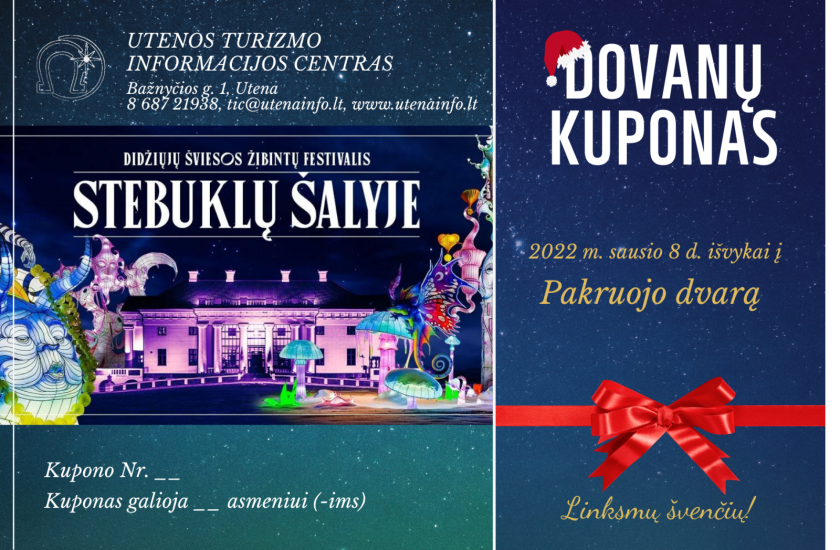 UTENOS TURIZMO
INFORMACIJOS CENTRAS
Bažnyčios g. 1, Utena
8 687 21938, tic@utenainfo.lt, www.utenainfo.lt
DIDŽIŲJŲ ŠVIESOS ŽIBINTŲ FESTIVALIS
STEBUKLŲ ŠALYJE
Kupono Nr. __
Kuponas galioja __ asmeniui (-ims)
DOVANŲ
KUPONAS
2022 m. sausio 8 d. išvykai į
Pakruojo dvarą
Linksmų švenčių!